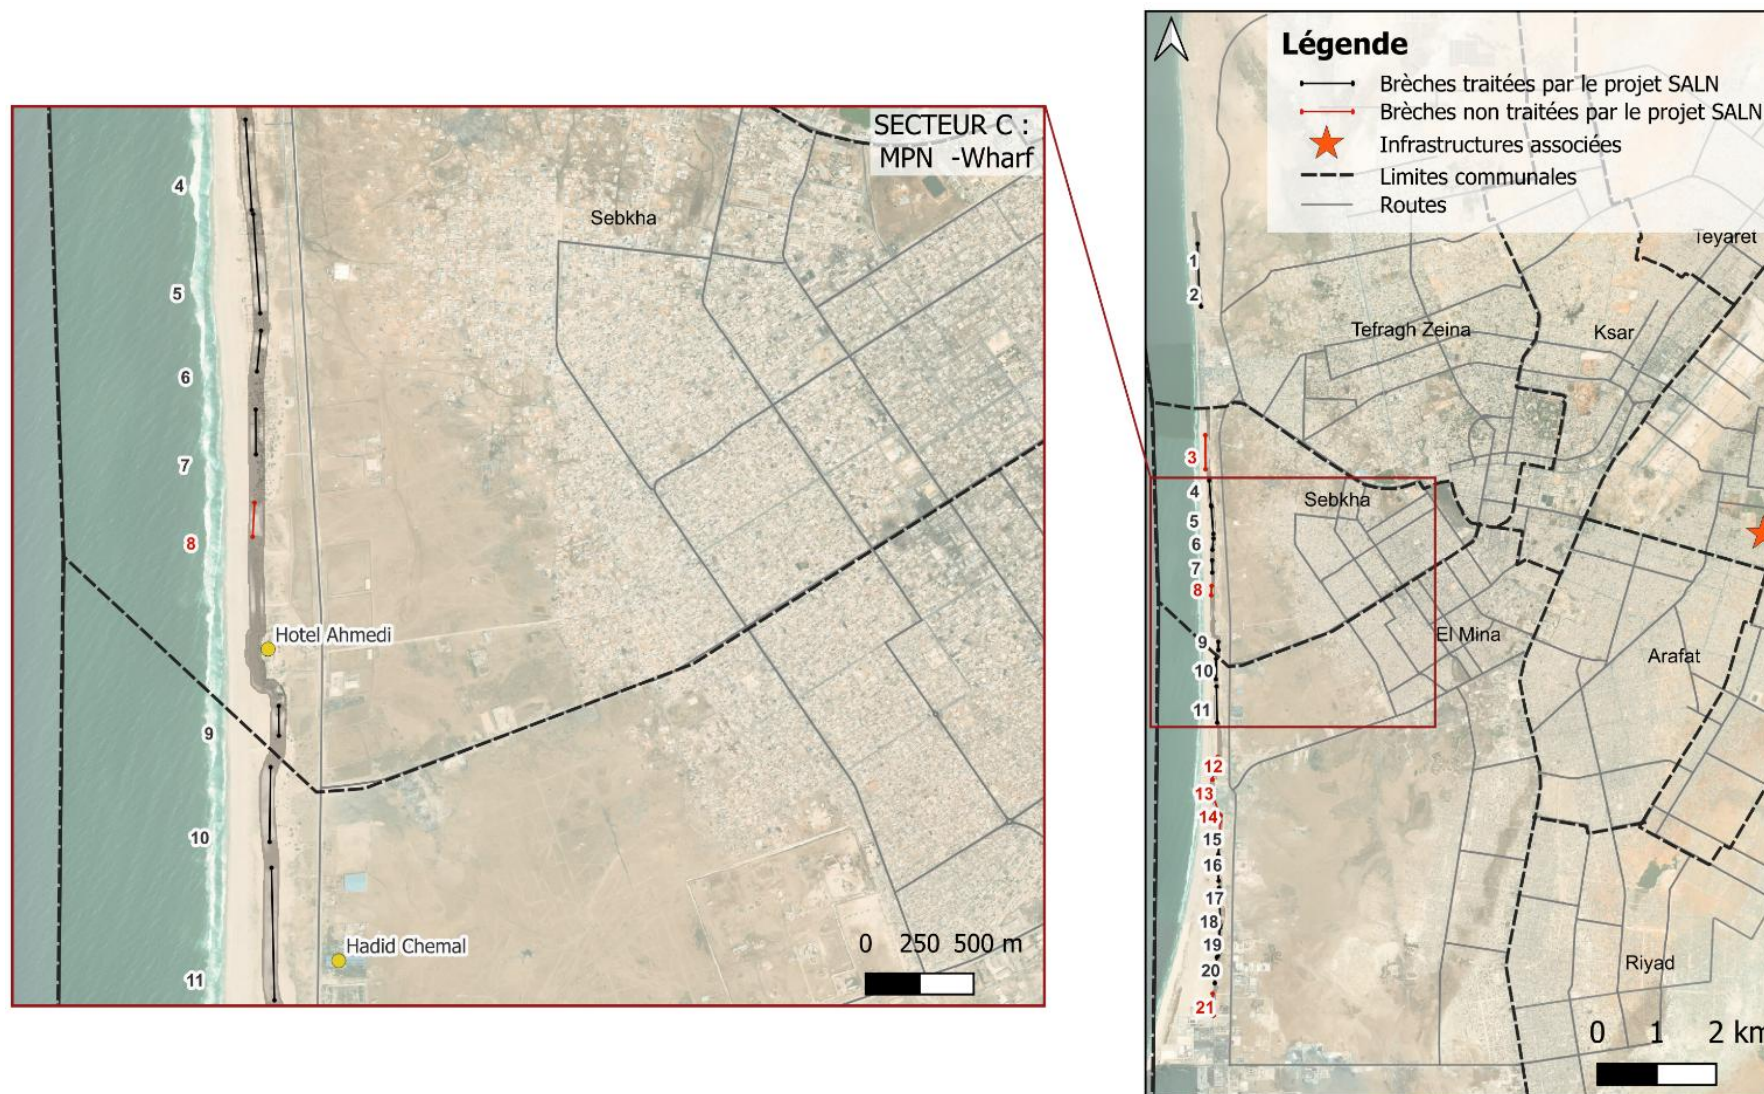 SECTEUR C :
MPN -Wharf
4
Sebkha
5
6
7
8
Hotel Ahmedi
9
10
Hadid Chemal
0 250 500 m
11
Légende
Brèches traitées par le projet SALN
Brèches non traitées par le projet SALN
Infrastructures associées
Limites communales
Routes
Teyaret
1
2
Tefragh Zeina
Ksar
3
4
Sebkha
5
6
7
8
9
El Mina
10
Arafat
11
12
13
14
15
16
17
18
19
20
Riyad
21
0 1 2 km